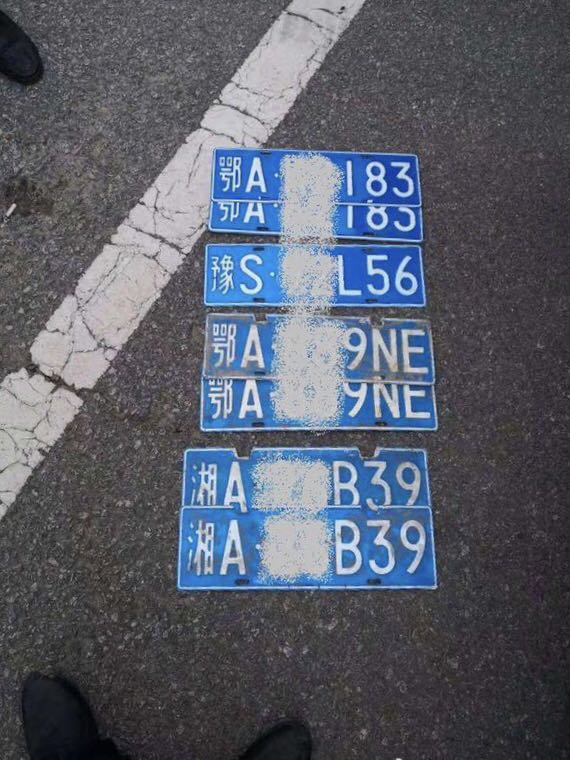 鄂A· 183
鄂A· 183
豫S· L56
鄂A 9NE
鄂A· 9NE
湘A B39
湘A· B39